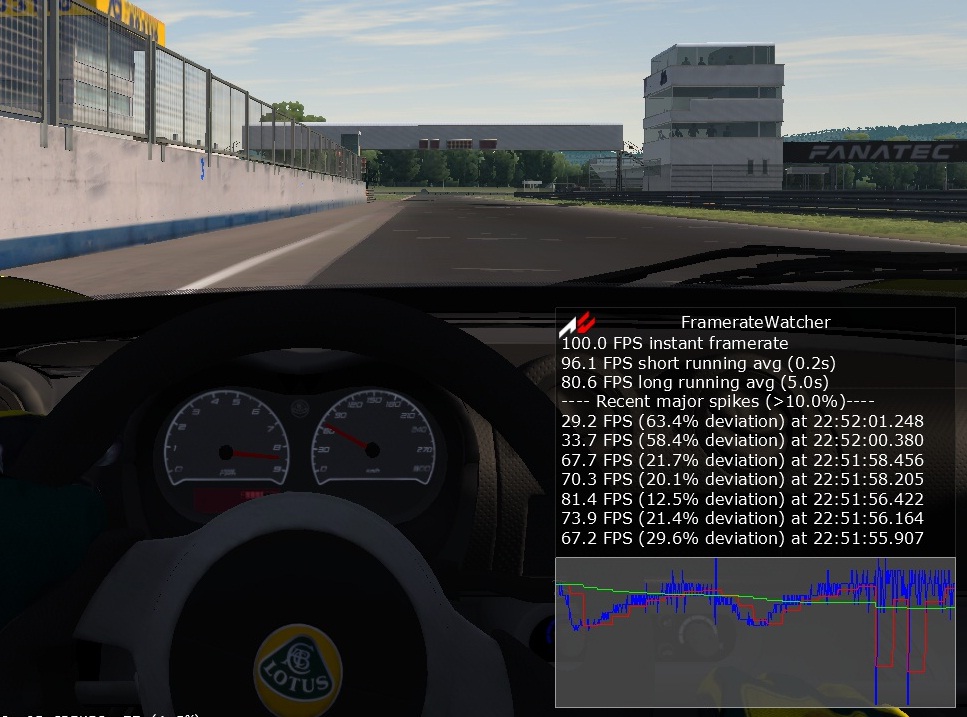 3
FANATEC
FramerateWatcher
100.0 FPS instant framerate
96.1 FPS short running avg (0.2s)
80.6 FPS long running avg (5.0s)
---- Recent major spikes (>10.0%)----
29.2 FPS (63.4% deviation) at 22:52:01.248
33.7 FPS (58.4% deviation) at 22:52:00.380
67.7 FPS (21.7% deviation) at 22:51:58.456
70.3 FPS (20.1% deviation) at 22:51:58.205
81.4 FPS (12.5% deviation) at 22:51:56.422
73.9 FPS (21.4% deviation) at 22:51:56.164
67.2 FPS (29.6% deviation) at 22:51:55.907
LOTUS